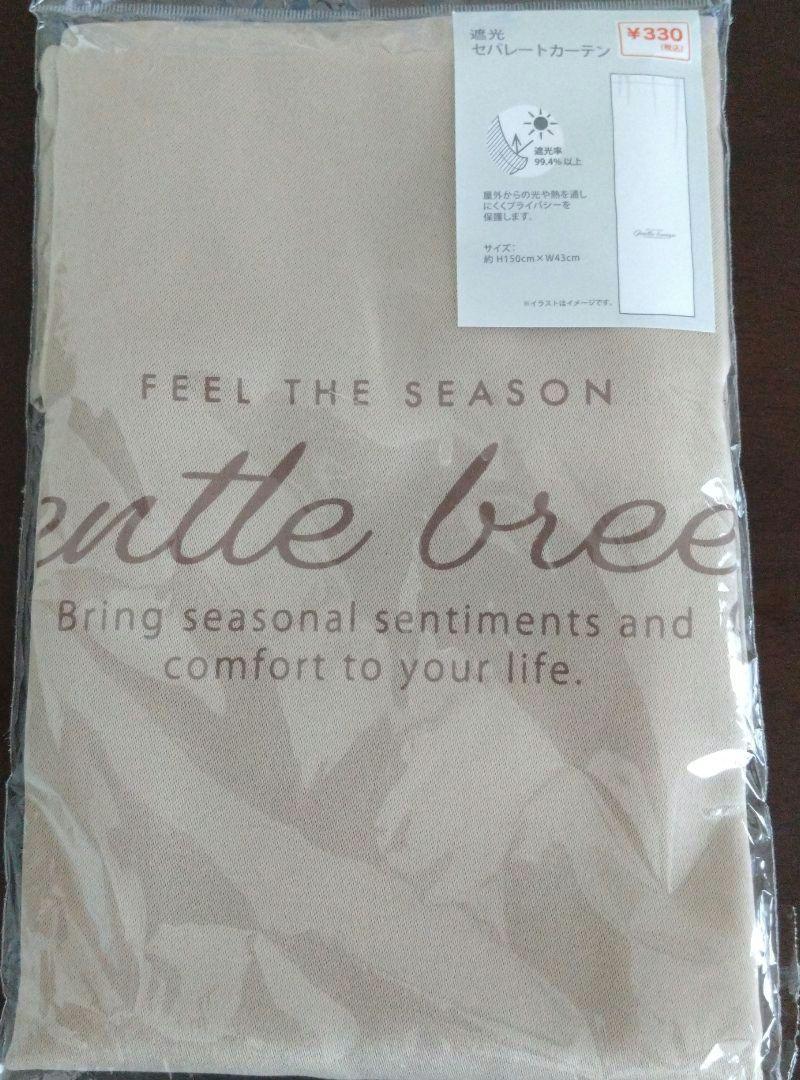 遮光
セパレートカーテン
¥330
(税込)
遮光率
99.4%以上
屋外からの光や熱を通し
にくくプライバシーを
保護します。
サイズ:
約 H150cm×W43cm
Gentle breeze
※イラストはイメージです。
FEEL THE SEASON
entle bree
Bring seasonal sentiments and
comfort to your life.